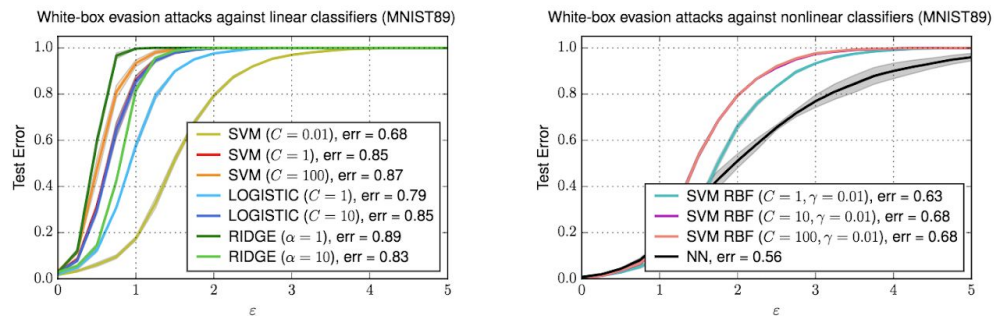 White-box evasion attacks against linear classifiers (MNIST89)
1.0
0.8
0.6
0.4
0.2
0.0
Test Error
SVM (C = 0.01), err = 0.68
SVM (C = 1), err = 0.85
SVM (C = 100), err = 0.87
LOGISTIC (C = 1), err = 0.79
LOGISTIC (C = 10), err = 0.85
RIDGE (α = 1), err = 0.89
RIDGE (α = 10), err = 0.83
0 1 2 3 4 5
ε
White-box evasion attacks against nonlinear classifiers (MNIST89)
1.0
0.8
0.6
0.4
0.2
0.0
Test Error
SVM RBF (C = 1, γ = 0.01), err = 0.63
SVM RBF (C = 10, γ = 0.01), err = 0.68
SVM RBF (C = 100, γ = 0.01), err = 0.68
NN, err = 0.56
0 1 2 3 4 5
ε